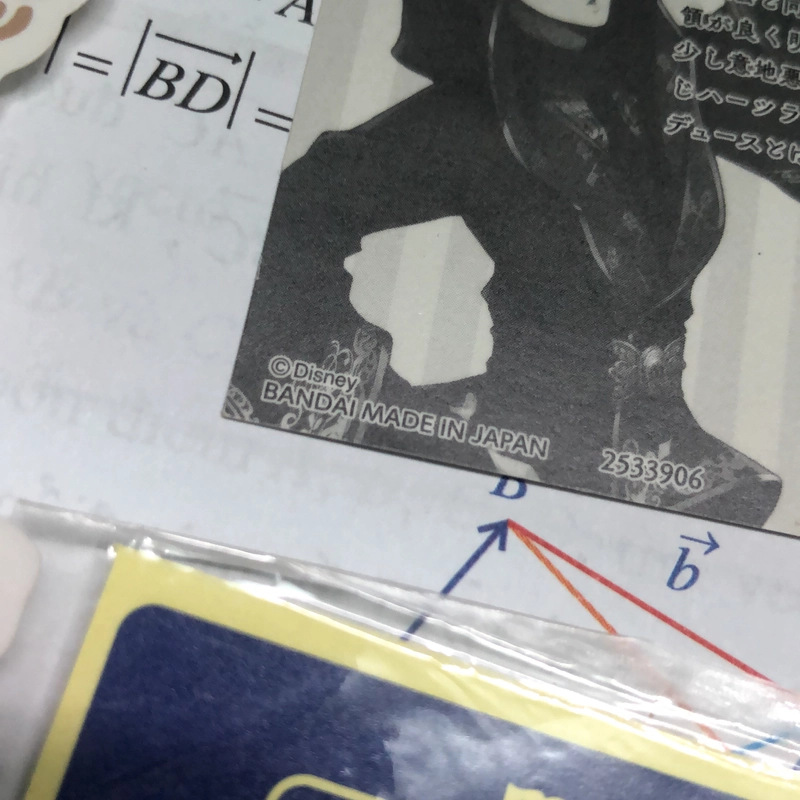 A
| = |BD| =
領が良く
少し意地悪
じハーツラ
デュースとは
©Disney
BANDAI MADE IN JAPAN
2533906
B
b